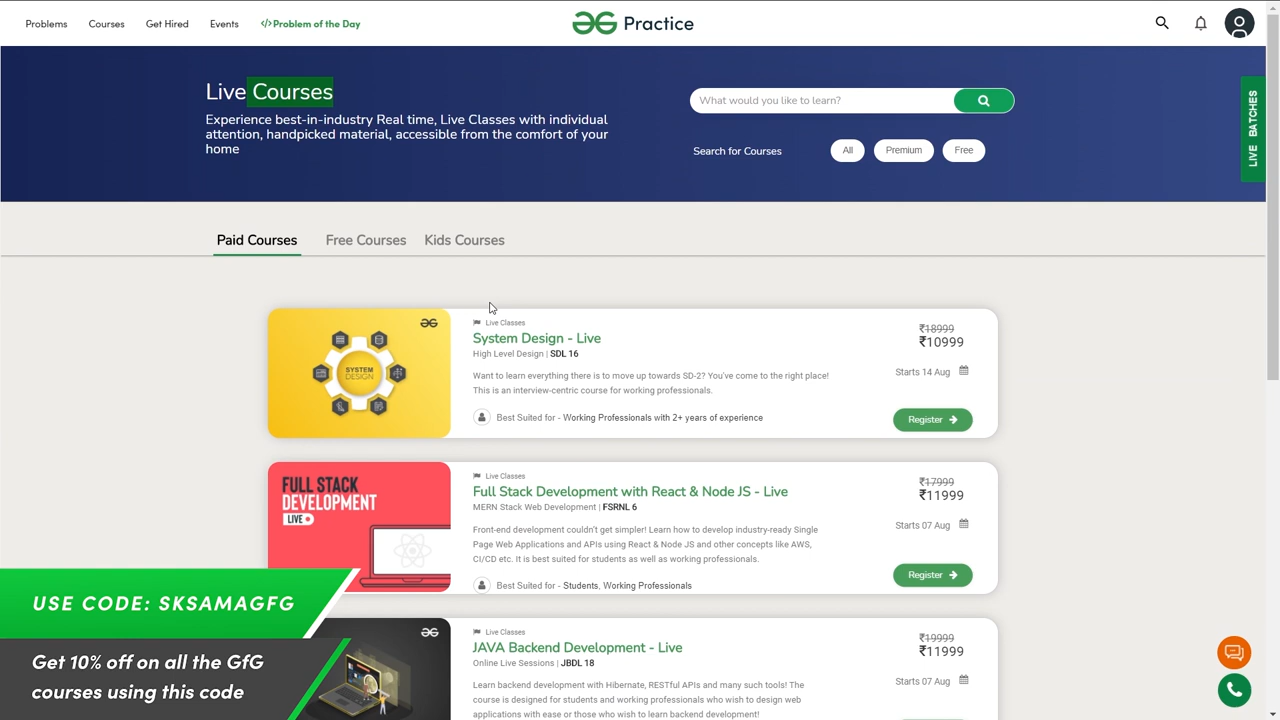 Problems
Courses
Get Hired
Events
</>Problem of the Day
Practice
Live Courses
Experience best-in-industry Real time, Live Classes with individual
attention, handpicked material, accessible from the comfort of your
home
What would you like to learn?
Search for Courses
All
Premium
Free
LIVE BATCHES
Paid Courses
Free Courses
Kids Courses
SYSTEM
DESIGN
Live Classes
System Design - Live
High Level Design | SDL 16
Want to learn everything there is to move up towards SD-2? You've come to the right place!
This is an interview-centric course for working professionals.
Best Suited for - Working Professionals with 2+ years of experience
₹18999
₹10999
Starts 14 Aug
Register
FULL STACK
DEVELOPMENT
LIVE
Live Classes
Full Stack Development with React & Node JS - Live
MERN Stack Web Development | FSRNL 6
Front-end development couldn't get simpler! Learn how to develop industry-ready Single
Page Web Applications and APIs using React & Node JS and other concepts like AWS,
CI/CD etc. It is best suited for students as well as working professionals.
Best Suited for - Students, Working Professionals
₹17999
₹11999
Starts 07 Aug
Register
Live Classes
JAVA Backend Development - Live
Online Live Sessions | JBDL 18
Learn backend development with Hibernate, RESTful APIs and many such tools! The
course is designed for students and working professionals who wish to design web
applications with ease or those who wish to learn backend development!
₹19999
₹11999
Starts 07 Aug
USE CODE: SKSAMAGFG
Get 10% off on all the GfG
courses using this code